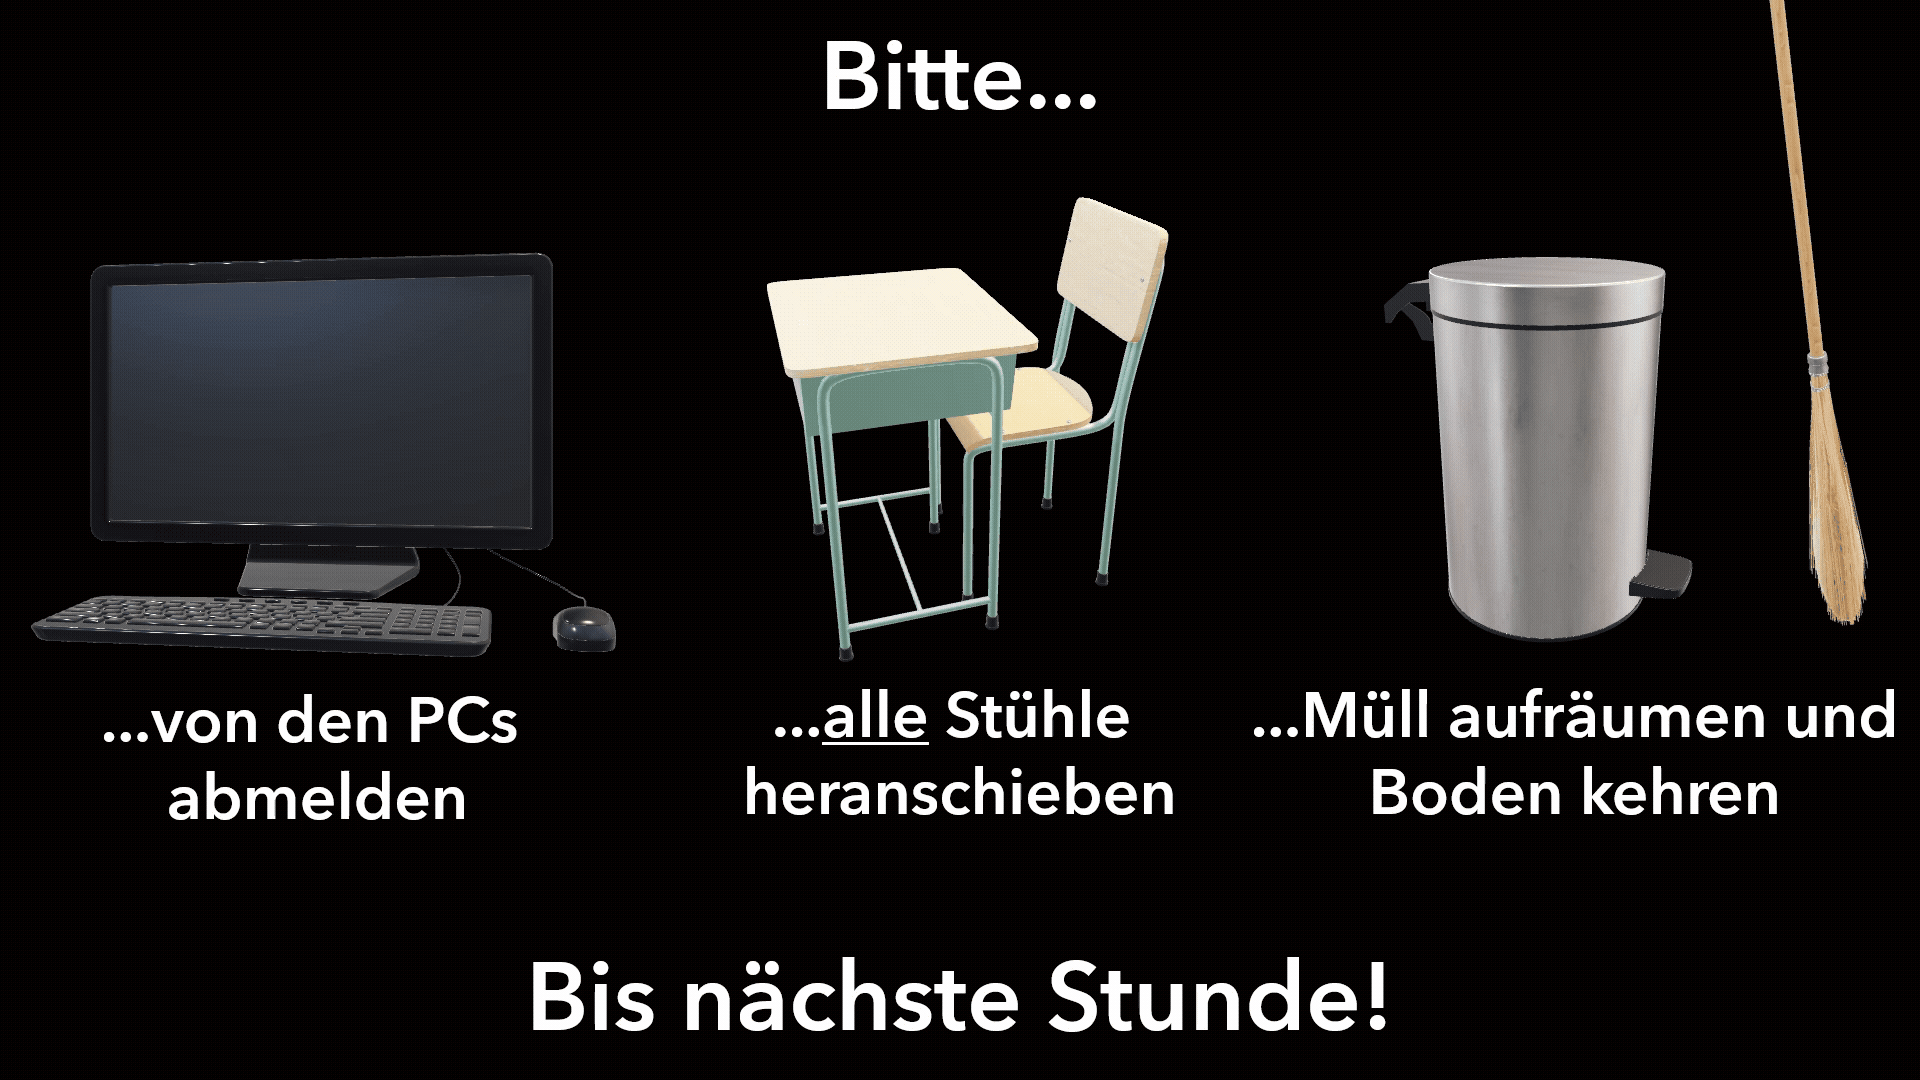 Bitte...
...von den PCs
abmelden
...alle Stühle
heranschieben
...Müll aufräumen und
Boden kehren
Bis nächste Stunde!